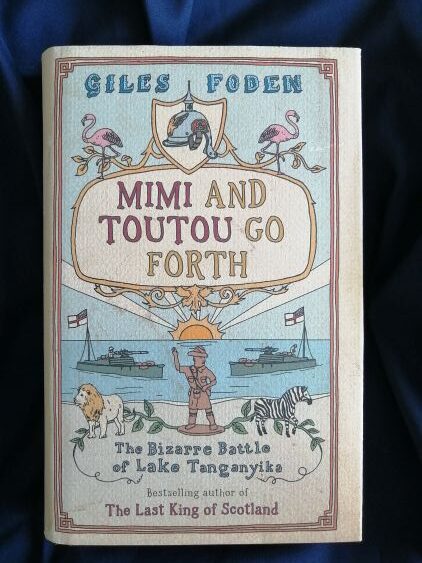 GILES FODEN
MIMI AND
TOUTOU GO
FORTH
The Bizarre Battle
of Lake Tanganyika
Bestselling author of
The Last King of Scotland